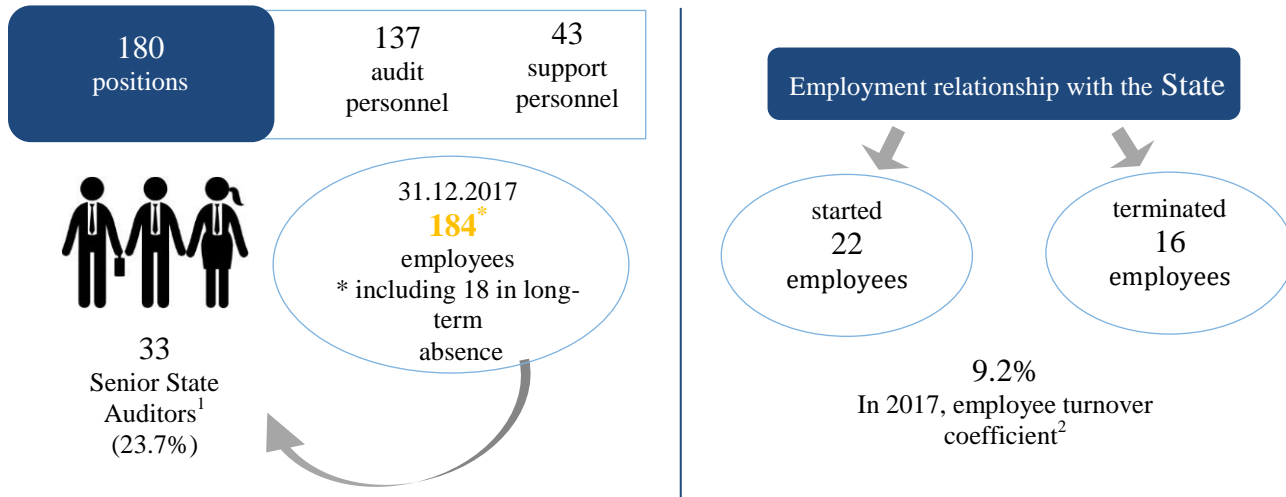 180
positions
137
audit
personnel
43
support
personnel
31.12.2017
184*
employees
* including 18 in long-
term
absence
33
Senior State
Auditors1
(23.7%)
Employment relationship with the State
started
22
employees
terminated
16
employees
9.2%
In 2017, employee turnover
coefficient2